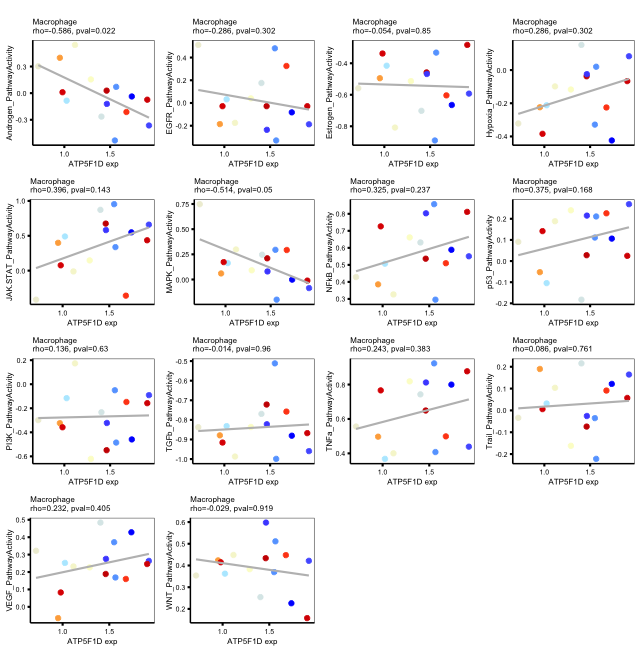 Macrophage
rho=-0.586, pval=0.022
Androgen_PathwayActivity
0.3
0.0
-0.3
1.0
1.5
ATP5F1D exp
Macrophage
rho=-0.286, pval=0.302
EGFR_PathwayActivity
0.4
0.2
0.0
-0.2
1.0
1.5
ATP5F1D exp
Macrophage
rho=-0.054, pval=0.85
Estrogen_PathwayActivity
-0.4
-0.6
-0.8
1.0
1.5
ATP5F1D exp
Macrophage
rho=0.286, pval=0.302
Hypoxia_PathwayActivity
0.0
-0.2
-0.4
1.0
1.5
ATP5F1D exp
Macrophage
rho=0.396, pval=0.143
JAK-STAT_PathwayActivity
1.0
0.5
0.0
1.0
1.5
ATP5F1D exp
Macrophage
rho=-0.514, pval=0.05
MAPK_PathwayActivity
0.75
0.50
0.25
0.00
1.0
1.5
ATP5F1D exp
Macrophage
rho=0.325, pval=0.237
NFkB_PathwayActivity
0.8
0.7
0.6
0.5
0.4
0.3
1.0
1.5
ATP5F1D exp
Macrophage
rho=0.375, pval=0.168
p53_PathwayActivity
0.2
0.1
0.0
-0.1
-0.2
1.0
1.5
ATP5F1D exp
Macrophage
rho=0.136, pval=0.63
PI3K_PathwayActivity
0.2
0.0
-0.2
-0.4
-0.6
1.0
1.5
ATP5F1D exp
Macrophage
rho=-0.014, pval=0.96
TGFb_PathwayActivity
-0.5
-0.6
-0.7
-0.8
-0.9
-1.0
1.0
1.5
ATP5F1D exp
Macrophage
rho=0.243, pval=0.383
TNFa_PathwayActivity
0.8
0.6
0.4
1.0
1.5
ATP5F1D exp
Macrophage
rho=0.086, pval=0.761
Trail_PathwayActivity
0.2
0.1
0.0
-0.1
-0.2
1.0
1.5
ATP5F1D exp
Macrophage
rho=0.232, pval=0.405
VEGF_PathwayActivity
0.5
0.4
0.3
0.2
0.1
0.0
1.0
1.5
ATP5F1D exp
Macrophage
rho=-0.029, pval=0.919
WNT_PathwayActivity
0.6
0.5
0.4
0.3
0.2
1.0
1.5
ATP5F1D exp